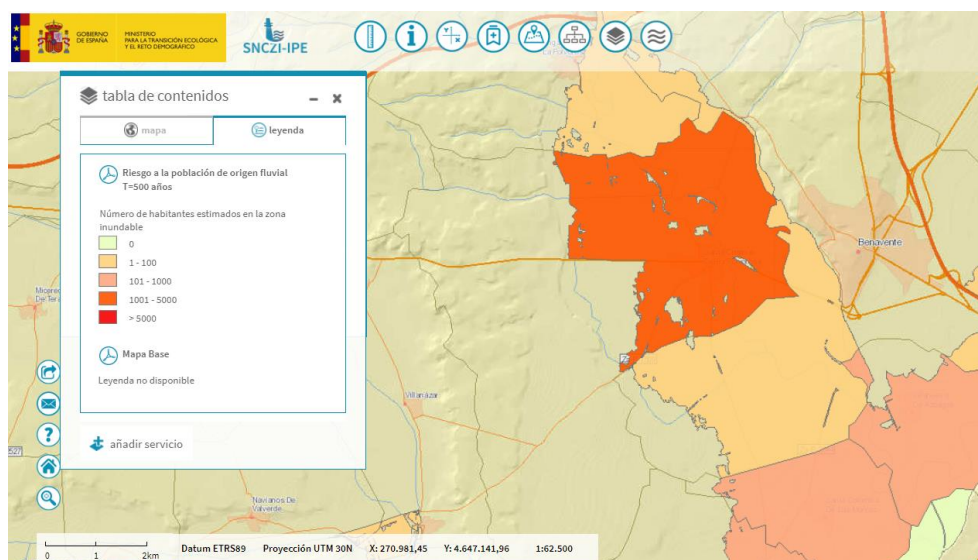 GOBIERNO
DE ESPAÑA
MINISTERIO
PARA LA TRANSICIÓN ECOLÓGICA
Y EL RETO DEMOGRÁFICO
SNCZI-IPE
tabla de contenidos
mapa
leyenda
Riesgo a la población de origen fluvial
T=500 años
Número de habitantes estimados en la zona
inundable
0
1 - 100
101 - 1000
1001 - 5000
> 5000
Mapa Base
Leyenda no disponible
añadir servicio
Benavente
Villanázar
Navianos De
Valverde
De Tera
0 1 2km
Datum ETRS89 Proyección UTM 30N X: 270.981,45 Y: 4.647.141,96 1:62.500